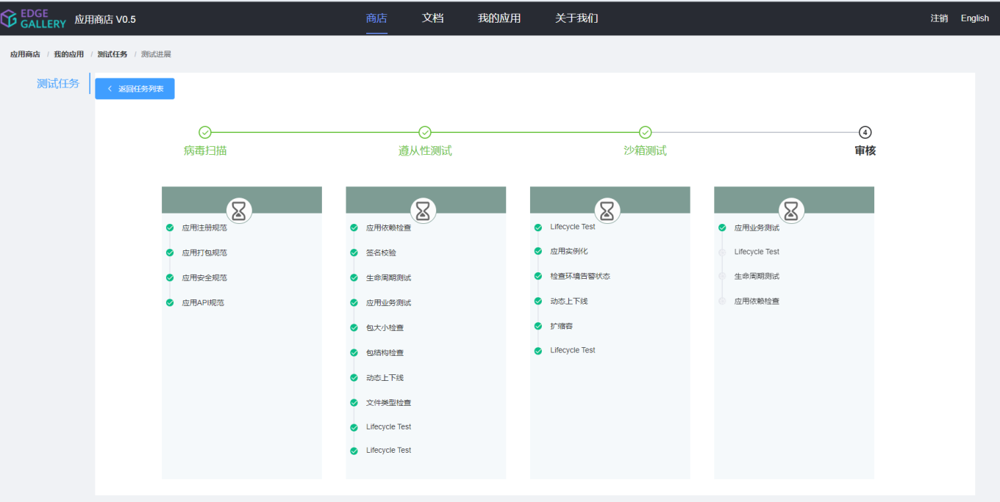 EDGE
GALLERY
应用商店 V0.5
商店
文档
我的应用
关于我们
注销
English
应用商店 / 我的应用 / 测试任务 / 测试进展
测试任务
返回任务列表
4
病毒扫描
遵从性测试
沙箱测试
审核
应用注册规范
应用打包规范
应用安全规范
应用API规范
应用依赖检查
签名校验
生命周期测试
应用业务测试
包大小检查
包结构检查
动态上下线
文件类型检查
Lifecycle Test
Lifecycle Test
Lifecycle Test
应用实例化
检查环境告警状态
动态上下线
扩缩容
Lifecycle Test
应用业务测试
Lifecycle Test
生命周期测试
应用依赖检查